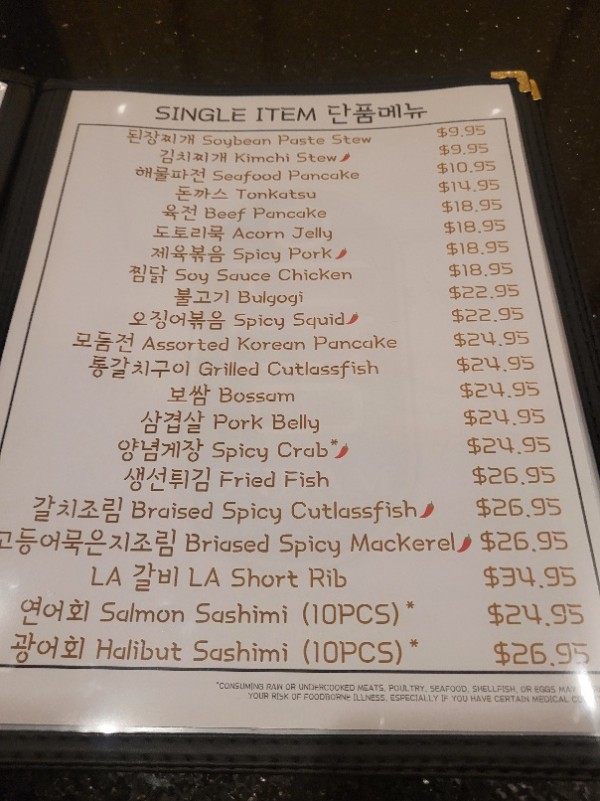 SINGLE ITEM 단품메뉴
된장찌개 Soybean Paste Stew $9.95
김치찌개 Kimchi Stew $9.95
해물파전 Seafood Pancake $10.95
돈까스 Tonkatsu $14.95
육전 Beef Pancake $18.95
도토리묵 Acorn Jelly $18.95
제육볶음 Spicy Pork $18.95
찜닭 Soy Sauce Chicken $18.95
불고기 Bulgogi $22.95
오징어볶음 Spicy Squid $22.95
모둠전 Assorted Korean Pancake $24.95
통갈치구이 Grilled Cutlassfish $24.95
보쌈 Bossam $24.95
삼겹살 Pork Belly $24.95
양념게장 Spicy Crab* $24.95
생선튀김 Fried Fish $26.95
갈치조림 Braised Spicy Cutlassfish $26.95
고등어묵은지조림 Briased Spicy Mackerel $26.95
LA 갈비 LA Short Rib $34.95
연어회 Salmon Sashimi (10PCS)* $24.95
광어회 Halibut Sashimi (10PCS)* $26.95
*CONSUMING RAW OR UNDERCOOKED MEATS, POULTRY, SEAFOOD, SHELLFISH, OR EGGS MAY
YOUR RISK OF FOODBORNE ILLNESS, ESPECIALLY IF YOU HAVE CERTAIN MEDICAL